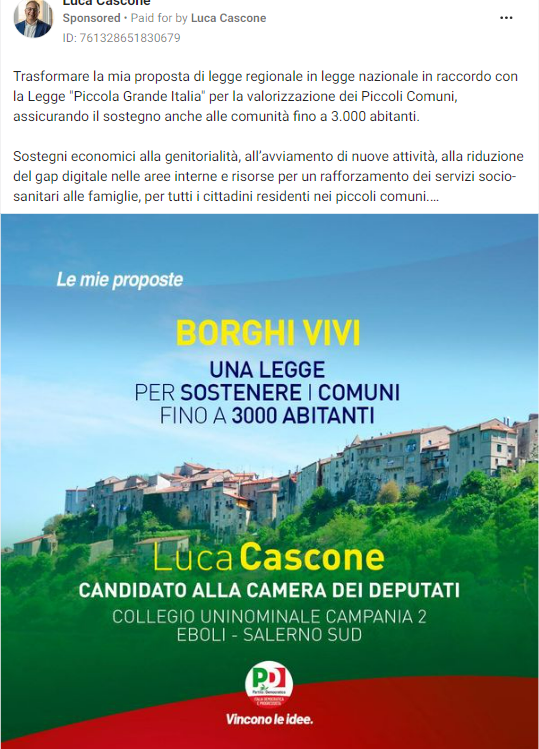 Luca Cascone
Sponsored • Paid for by Luca Cascone
ID: 761328651830679
Trasformare la mia proposta di legge regionale in legge nazionale in raccordo con
la Legge "Piccola Grande Italia" per la valorizzazione dei Piccoli Comuni,
assicurando il sostegno anche alle comunità fino a 3.000 abitanti.
Sostegni economici alla genitorialità, all'avviamento di nuove attività, alla riduzione
del gap digitale nelle aree interne e risorse per un rafforzamento dei servizi socio-
sanitari alle famiglie, per tutti i cittadini residenti nei piccoli comuni....
Le mie proposte
BORGHI VIVI
UNA LEGGE
PER SOSTENERE I COMUNI
FINO A 3000 ABITANTI
Luca Cascone
CANDIDATO ALLA CAMERA DEI DEPUTATI
COLLEGIO UNINOMINALE CAMPANIA 2
EBOLI - SALERNO SUD
PD
Partito Democratico
ITALIA DEMOCRATICA
E PROGRESSISTA
Vincono le idee.